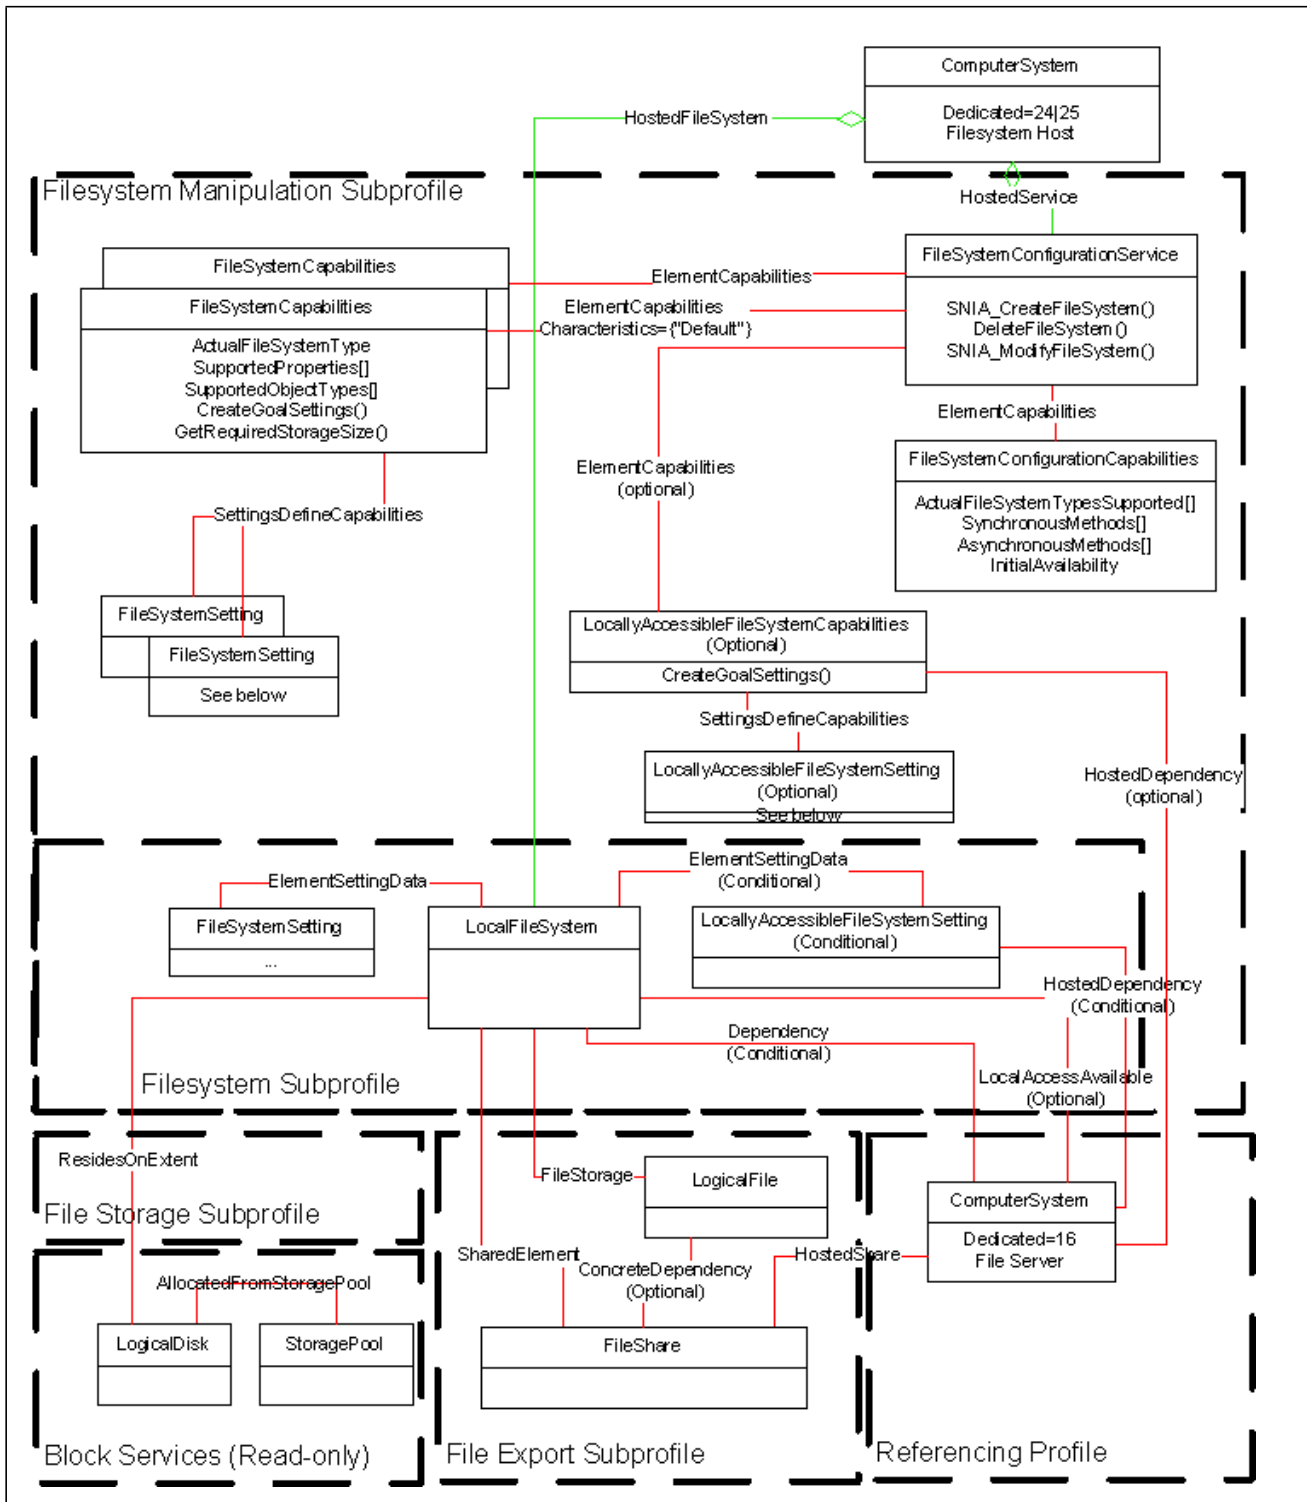 ComputerSystem
Dedicated=24|25
Filesystem Host
HostedFileSystem
Filesystem Manipulation Subprofile
HostedService
FileSystemCapabilities
FileSystemCapabilities
ActualFileSystemType
SupportedProperties[]
SupportedObjectTypes[]
CreateGoalSettings()
GetRequiredStorageSize()
ElementCapabilities
ElementCapabilities
Characteristics={"Default"}
FileSystemConfigurationService
SNIA_CreateFileSystem()
DeleteFileSystem()
SNIA_ModifyFileSystem()
ElementCapabilities
FileSystemConfigurationCapabilities
ActualFileSystemTypesSupported[]
SynchronousMethods[]
AsynchronousMethods[]
InitialAvailability
ElementCapabilities
(optional)
SettingsDefineCapabilities
FileSystemSetting
FileSystemSetting
See below
LocallyAccessibleFileSystemCapabilities
(Optional)
CreateGoalSettings()
SettingsDefineCapabilities
LocallyAccessibleFileSystemSetting
(Optional)
See below
HostedDependency
(optional)
ElementSettingData
ElementSettingData
(Conditional)
FileSystemSetting
...
LocalFileSystem
LocallyAccessibleFileSystemSetting
(Conditional)
HostedDependency
(Conditional)
Dependency
(Conditional)
LocalAccessAvailable
(Optional)
Filesystem Subprofile
ResidesOnExtent
File Storage Subprofile
FileStorage
LogicalFile
ComputerSystem
Dedicated=16
File Server
SharedElement
ConcreteDependency
(Optional)
HostedShare
AllocatedFromStoragePool
LogicalDisk
StoragePool
FileShare
Block Services (Read-only)
File Export Subprofile
Referencing Profile